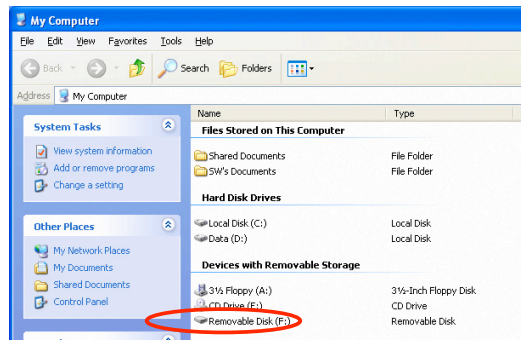 My Computer
File Edit View Favorites Tools Help
Back Search Folders
Address My Computer
Name Type
System Tasks
View system information
Add or remove programs
Change a setting
Other Places
My Network Places
My Documents
Shared Documents
Control Panel
Files Stored on This Computer
Shared Documents File Folder
SW's Documents File Folder
Hard Disk Drives
Local Disk (C:) Local Disk
Data (D:) Local Disk
Devices with Removable Storage
3½ Floppy (A:) 3½-Inch Floppy Disk
CD Drive (E:) CD Drive
Removable Disk (F:) Removable Disk